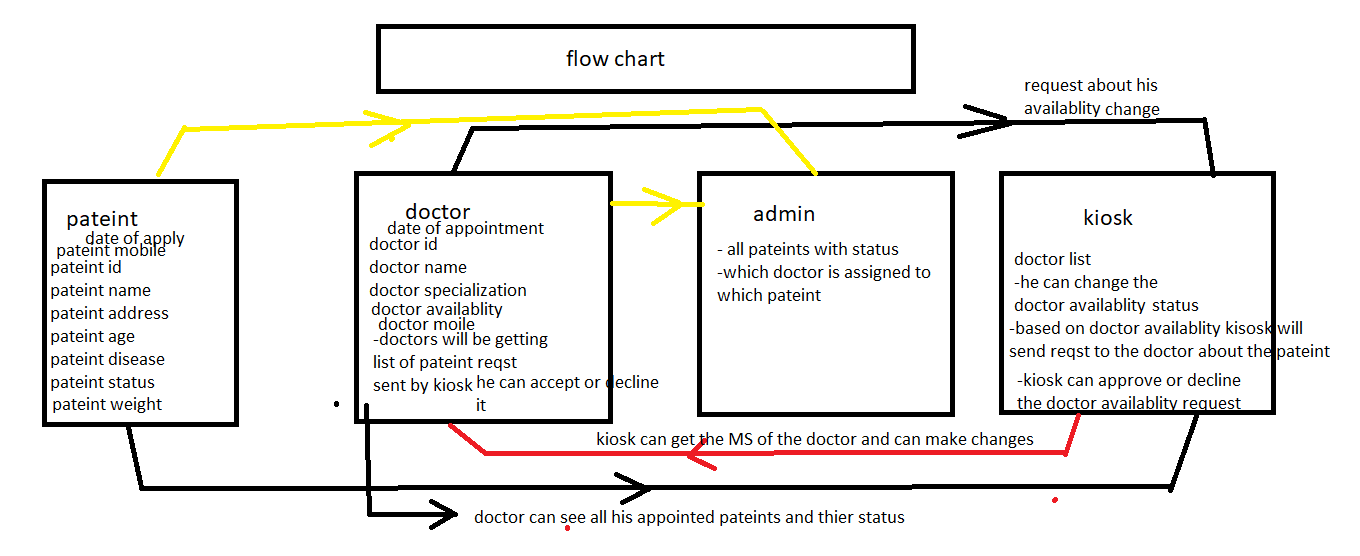 flow chart
request about his
availablity change
pateint
date of apply
pateint mobile
pateint id
pateint name
pateint address
pateint age
pateint disease
pateint status
pateint weight
doctor
date of appointment
doctor id
doctor name
doctor specialization
doctor availablity
doctor moile
-doctors will be getting
list of pateint reqst
sent by kiosk
he can accept or decline
it
admin
- all pateints with status
-which doctor is assigned to
which pateint
kiosk
doctor list
-he can change the
doctor availablity status
-based on doctor availablity kisosk will
send reqst to the doctor about the pateint
-kiosk can approve or decline
the doctor availablity request
kiosk can get the MS of the doctor and can make changes
doctor can see all his appointed pateints and thier status